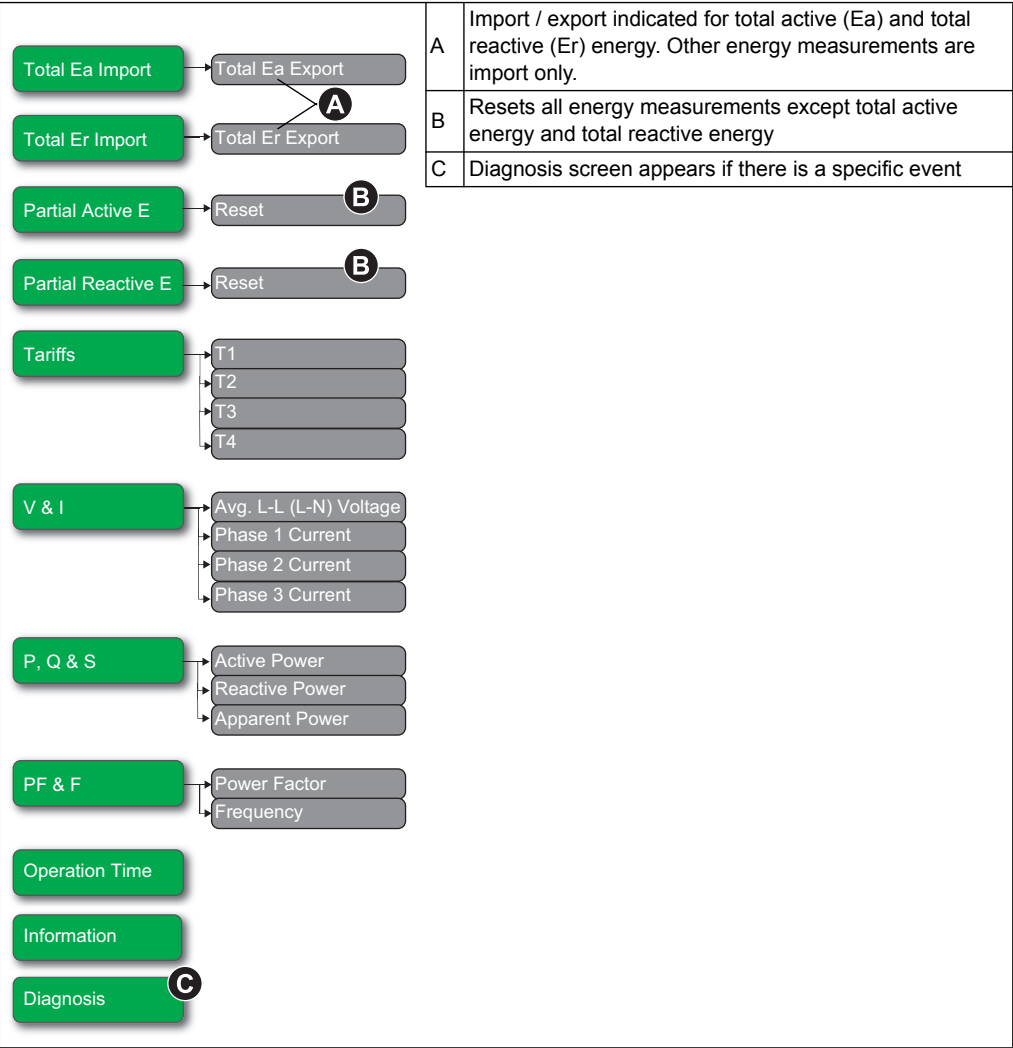 Total Ea Import
Total Ea Export
A
Total Er Import
Total Er Export
Partial Active E
Reset
B
Partial Reactive E
Reset
B
Tariffs
T1
T2
T3
T4
V & I
Avg. L-L (L-N) Voltage
Phase 1 Current
Phase 2 Current
Phase 3 Current
P, Q & S
Active Power
Reactive Power
Apparent Power
PF & F
Power Factor
Frequency
Operation Time
Information
Diagnosis
C
A
Import / export indicated for total active (Ea) and total
reactive (Er) energy. Other energy measurements are
import only.
B
Resets all energy measurements except total active
energy and total reactive energy
C
Diagnosis screen appears if there is a specific event